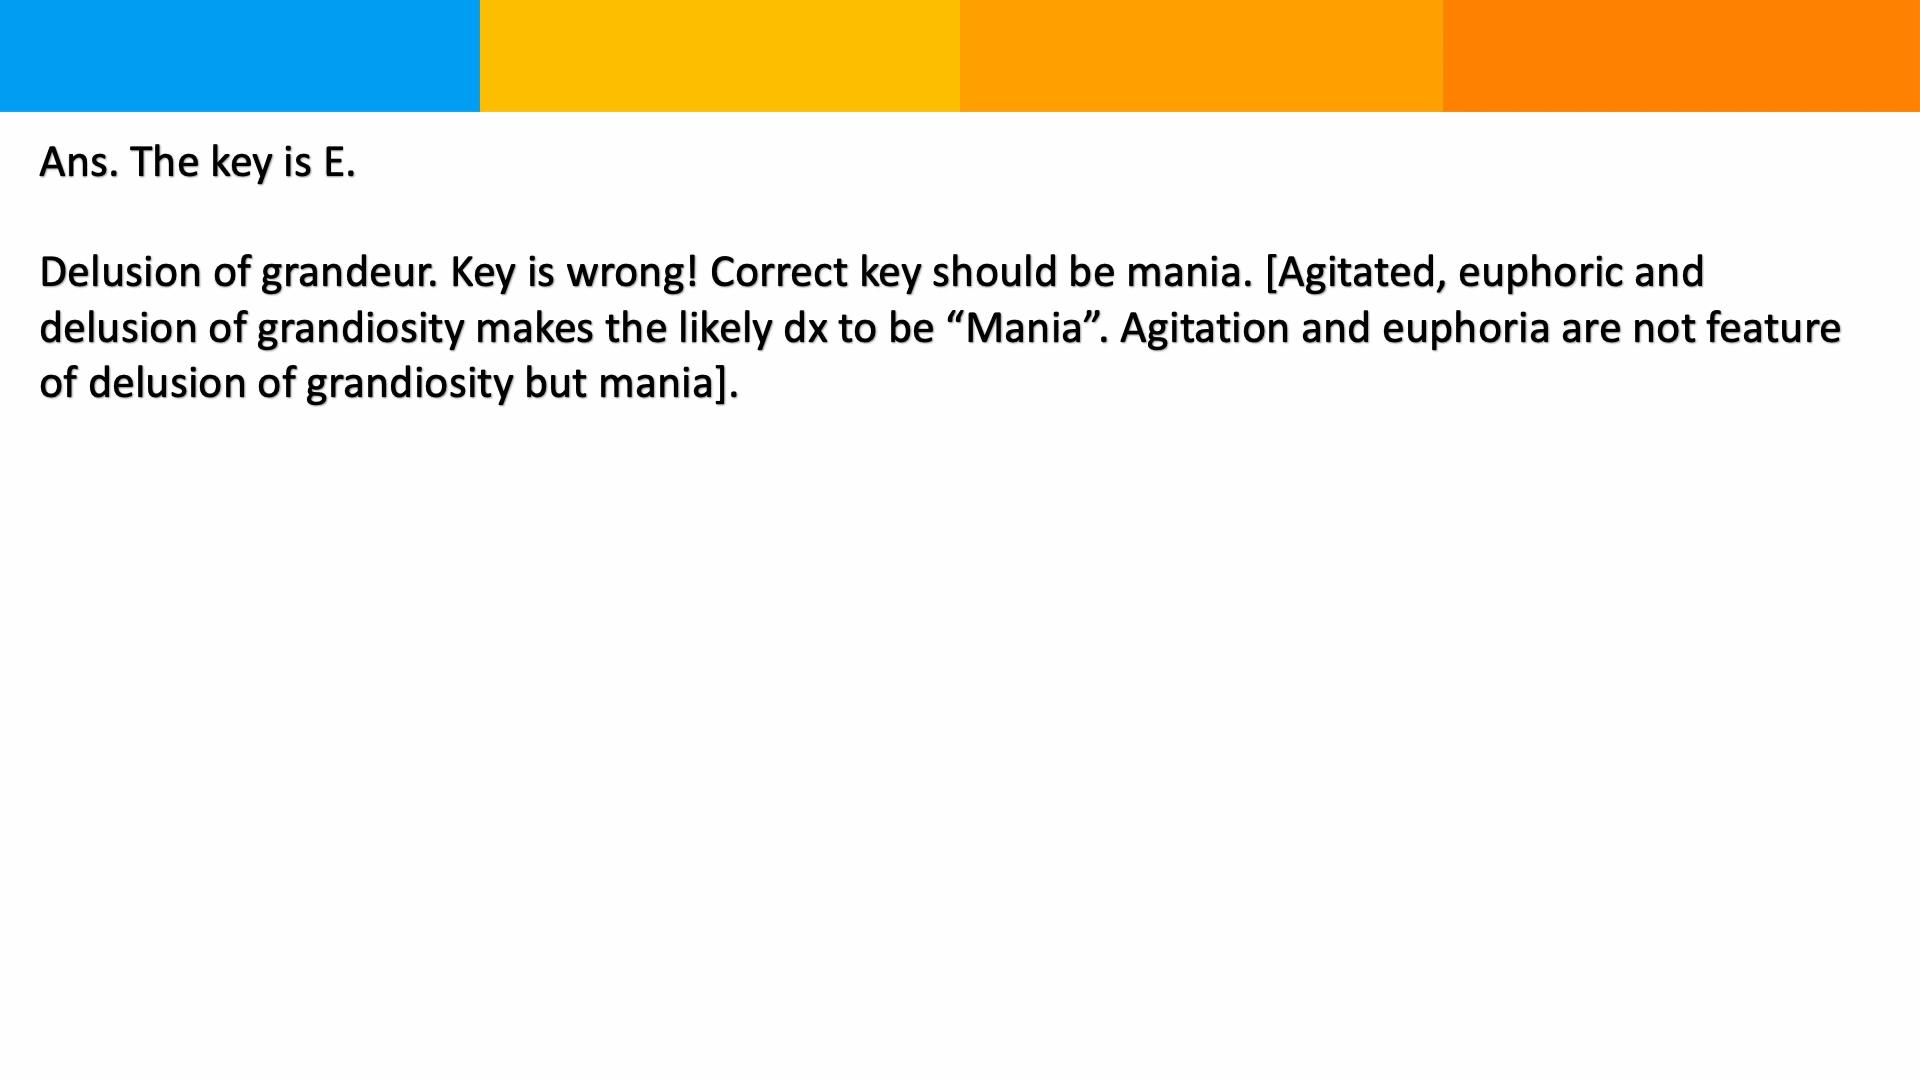 Ans. The key is E.
Delusion of grandeur. Key is wrong! Correct key should be mania. [Agitated, euphoric and
delusion of grandiosity makes the likely dx to be “Mania”. Agitation and euphoria are not feature
of delusion of grandiosity but mania].